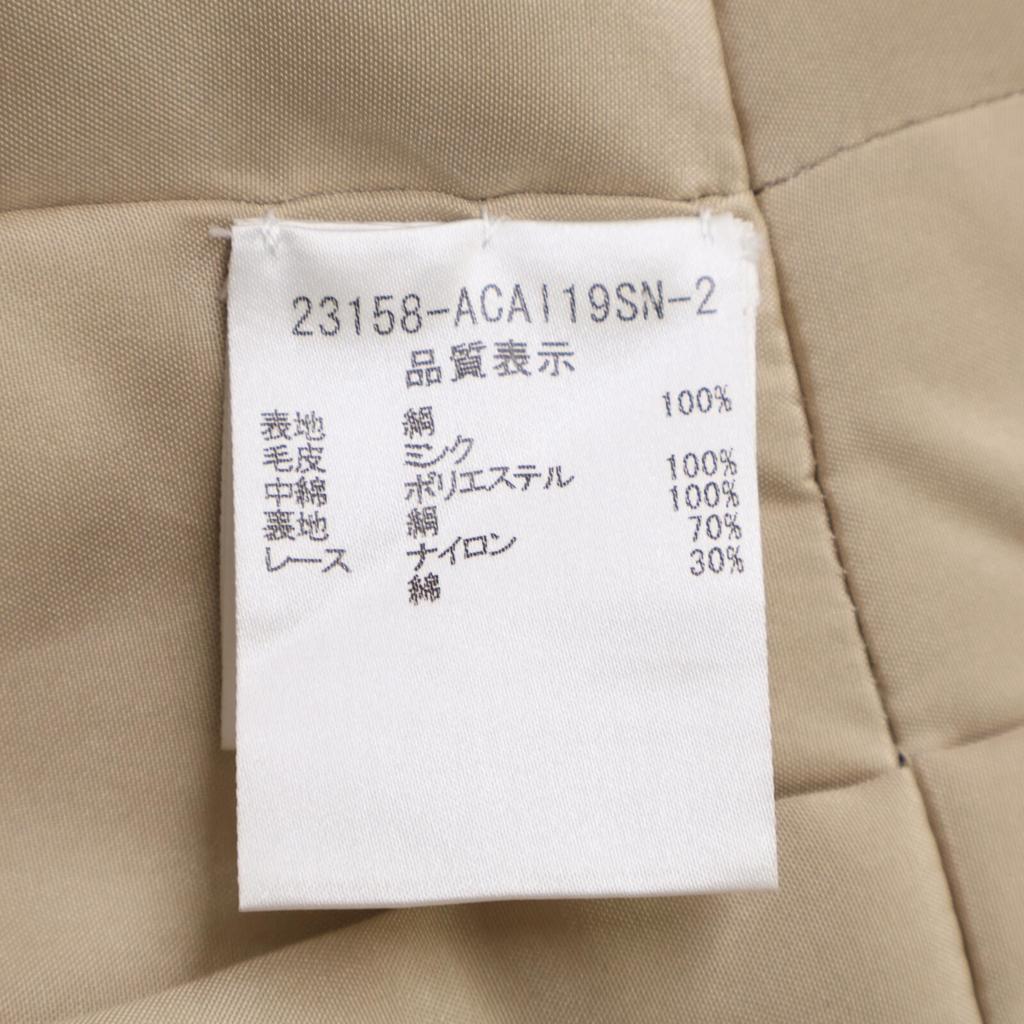 23158-ACAI19SN-2
品質表示
表地 絹 100%
毛皮 ミンク
中綿 ポリエステル 100%
裏地 絹 100%
レース ナイロン 70%
綿 30%